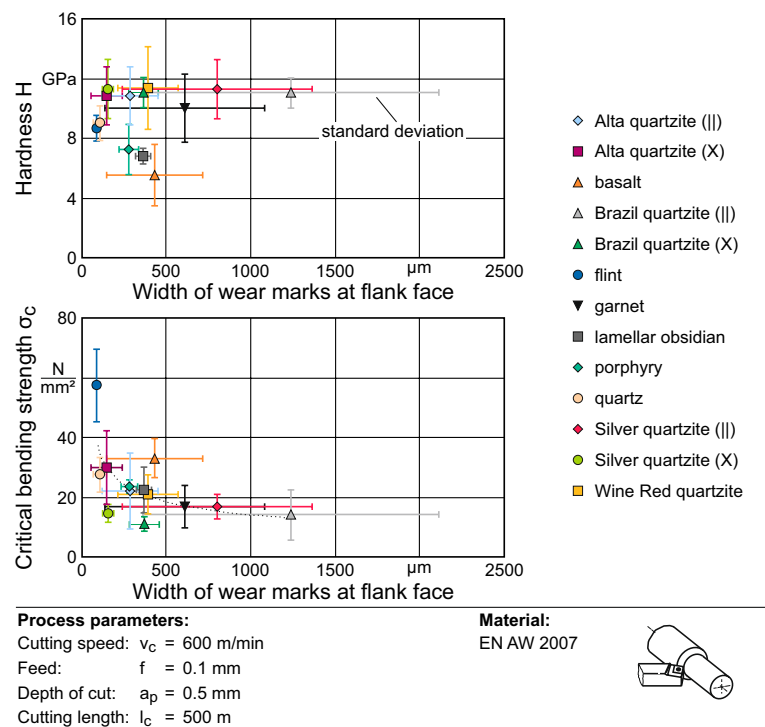 Hardness H
16
GPa
8
4
0
standard deviation
0
500
1000
1500
µm
2500
Width of wear marks at flank face
Critical bending strength σc
80
N
mm²
40
20
0
0
500
1000
1500
µm
2500
Width of wear marks at flank face
Alta quartzite (||)
Alta quartzite (X)
basalt
Brazil quartzite (||)
Brazil quartzite (X)
flint
garnet
lamellar obsidian
porphyry
quartz
Silver quartzite (||)
Silver quartzite (X)
Wine Red quartzite
Process parameters:
Cutting speed: vc = 600 m/min
Feed: f = 0.1 mm
Depth of cut: ap = 0.5 mm
Cutting length: lc = 500 m
Material:
EN AW 2007